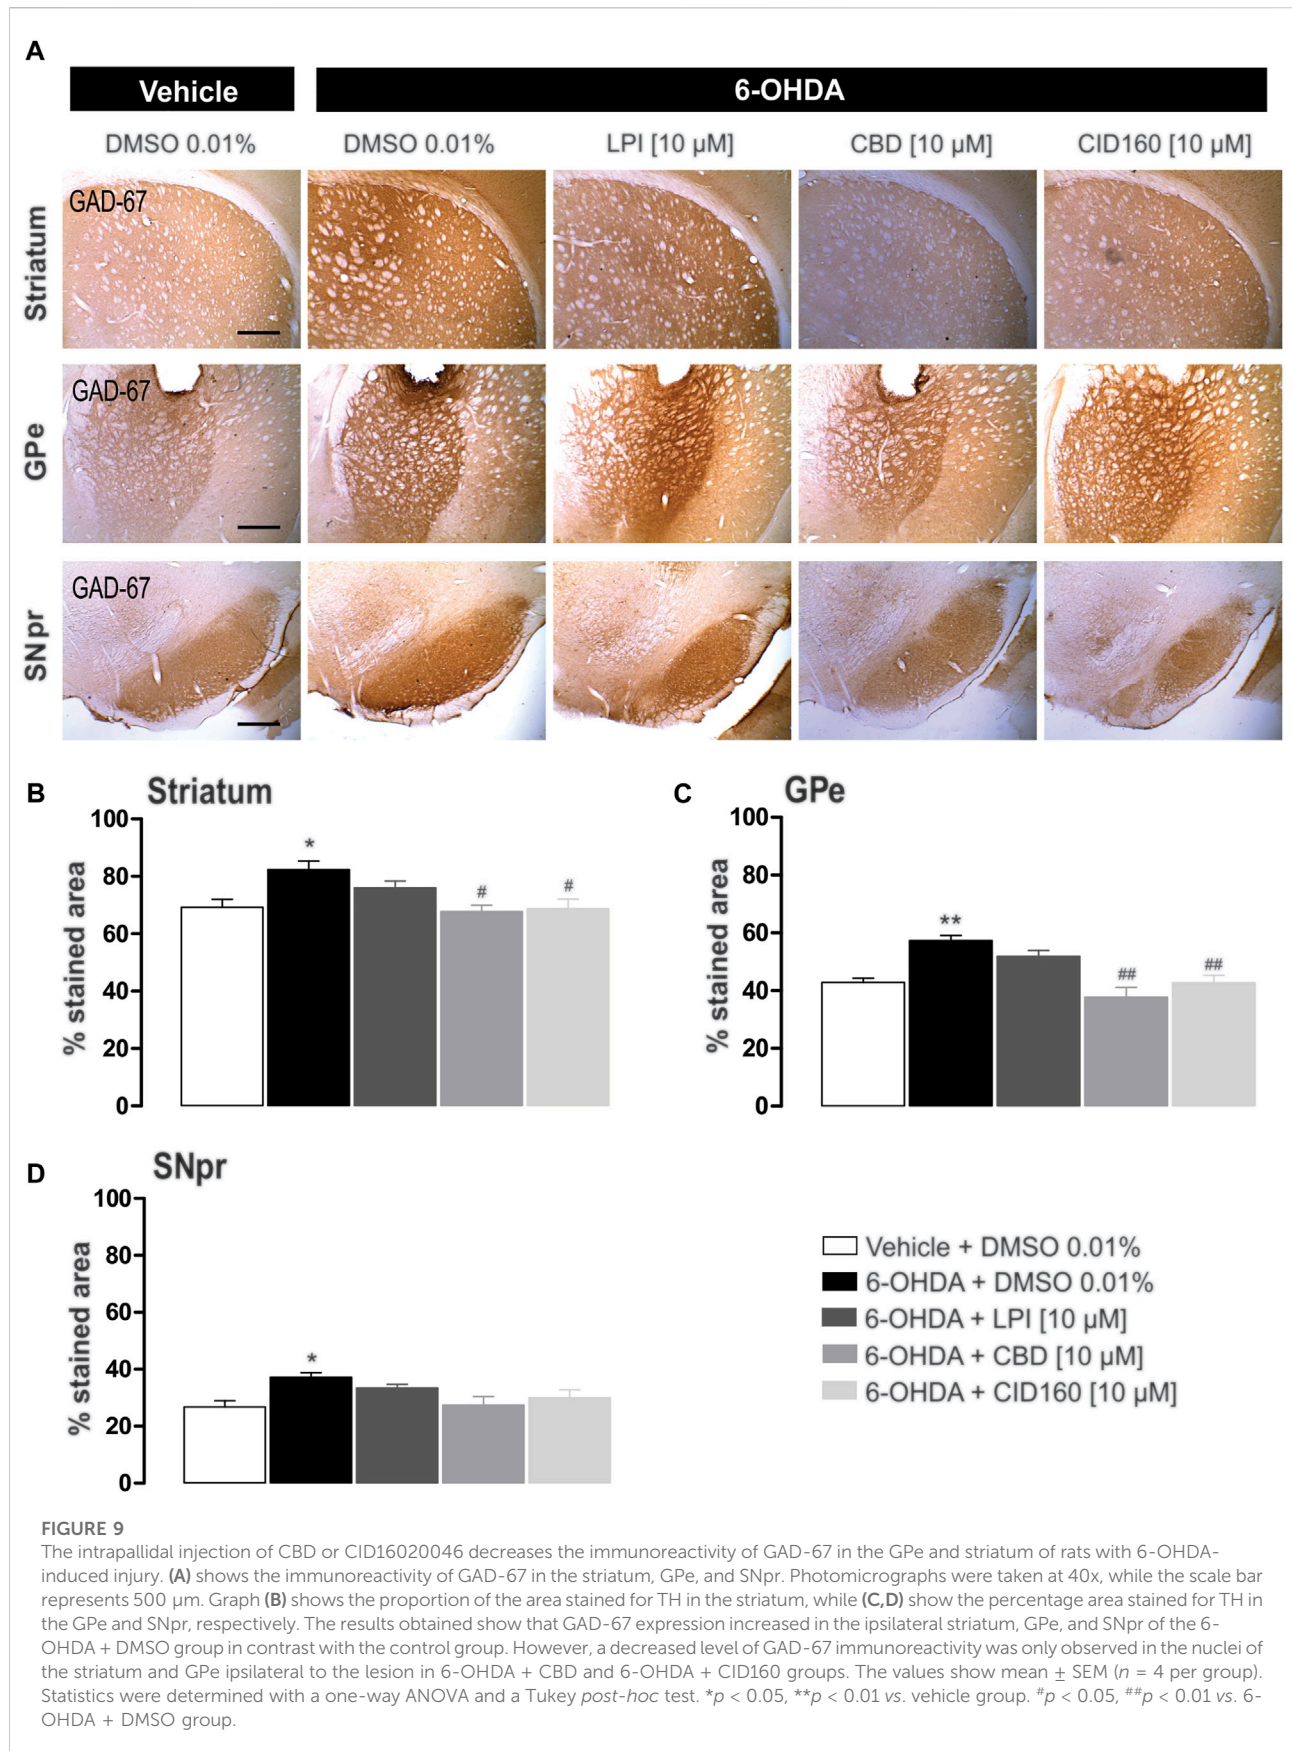 A
Vehicle
6-OHDA
DMSO 0.01%
DMSO 0.01%
LPI [10 µM]
CBD [10 µM]
CID160 [10 µM]
Striatum
GAD-67
GPe
GAD-67
SNpr
GAD-67
B
Striatum
% stained area
100
80
60
40
20
0
*
#
#
C
GPe
% stained area
100
80
60
40
20
0
**
##
##
D
SNpr
% stained area
100
80
60
40
20
0
*
Vehicle + DMSO 0.01%
6-OHDA + DMSO 0.01%
6-OHDA + LPI [10 µM]
6-OHDA + CBD [10 µM]
6-OHDA + CID160 [10 µM]
FIGURE 9
The intrapallidal injection of CBD or CID16020046 decreases the immunoreactivity of GAD-67 in the GPe and striatum of rats with 6-OHDA-
induced injury. (A) shows the immunoreactivity of GAD-67 in the striatum, GPe, and SNpr. Photomicrographs were taken at 40x, while the scale bar
represents 500 µm. Graph (B) shows the proportion of the area stained for TH in the striatum, while (C,D) show the percentage area stained for TH in
the GPe and SNpr, respectively. The results obtained show that GAD-67 expression increased in the ipsilateral striatum, GPe, and SNpr of the 6-
OHDA + DMSO group in contrast with the control group. However, a decreased level of GAD-67 immunoreactivity was only observed in the nuclei of
the striatum and GPe ipsilateral to the lesion in 6-OHDA + CBD and 6-OHDA + CID160 groups. The values show mean ± SEM (n = 4 per group).
Statistics were determined with a one-way ANOVA and a Tukey post-hoc test. *p < 0.05, **p < 0.01 vs. vehicle group. #p < 0.05, ##p < 0.01 vs. 6-
OHDA + DMSO group.